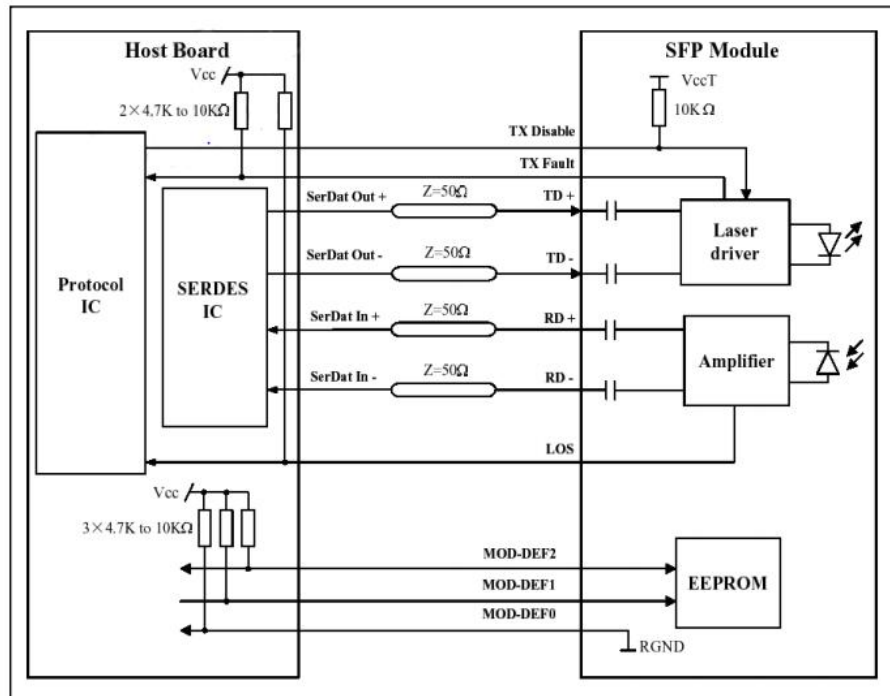 Host Board
SFP Module
Vcc
VccT
2×4.7K to 10KΩ
10KΩ
TX Disable
TX Fault
SerDat Out +
Z=50Ω
TD +
Laser
driver
SerDat Out -
Z=50Ω
TD -
Protocol
IC
SERDES
IC
SerDat In +
Z=50Ω
RD +
Amplifier
SerDat In -
Z=50Ω
RD -
LOS
Vcc
3×4.7K to 10KΩ
MOD-DEF2
EEPROM
MOD-DEF1
MOD-DEF0
RGND